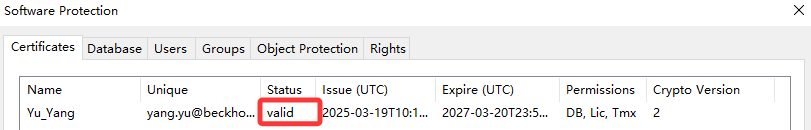 Software Protection
Certificates Database Users Groups Object Protection Rights
Name Unique Status Issue (UTC) Expire (UTC) Permissions Crypto Version
Yu_Yang yang.yu@beckho... valid 2025-03-19T10:1... 2027-03-20T23:5... DB, Lic, Tmx 2